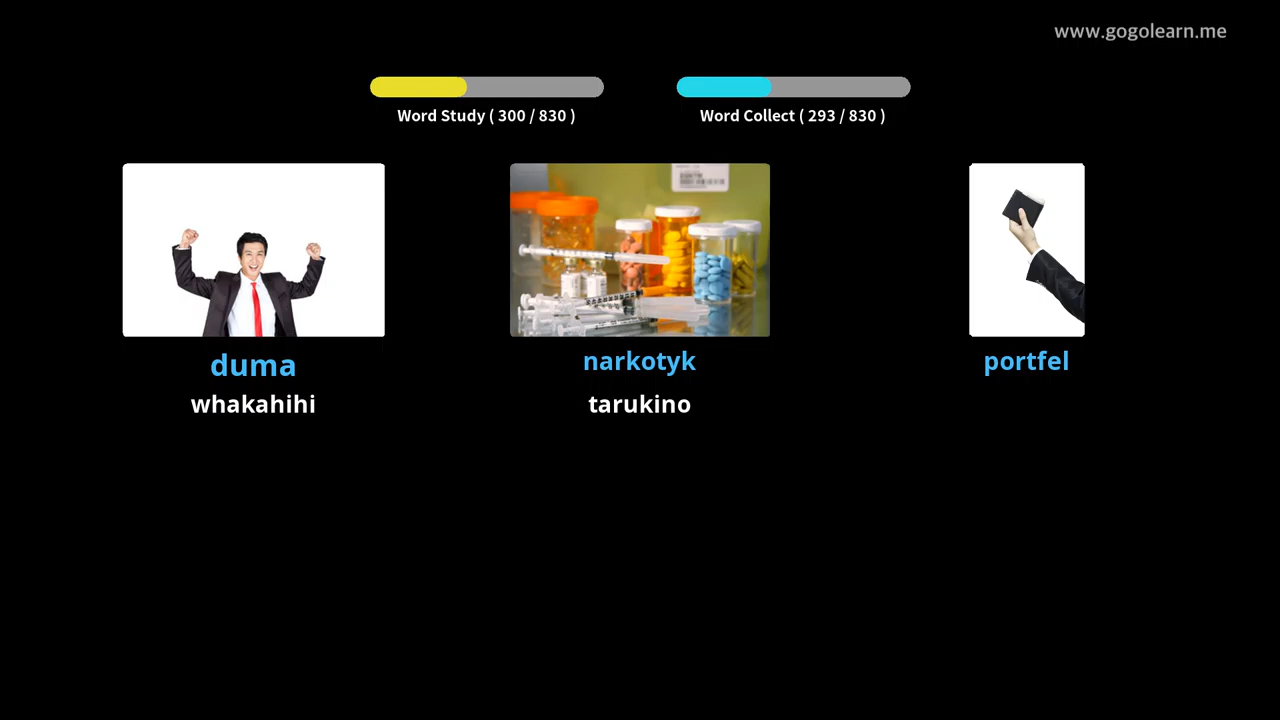 www.gogolearn.me
Word Study ( 300 / 830 )
Word Collect ( 293 / 830 )
duma
narkotyk
portfel
whakahihi
tarukino